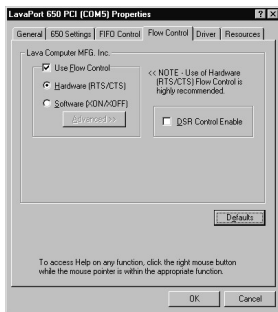 LavaPort 650 PCI (COM5) Properties
General
650 Settings
FIFO Control
Flow Control
Driver
Resources
Lava Computer MFG. Inc.
Use Flow Control
Hardware (RTS/CTS)
Software (XON/XOFF)
Advanced >>
<< NOTE - Use of Hardware
(RTS/CTS) Flow Control is
highly recommended.
DSR Control Enable
Defaults
To access Help on any function, click the right mouse button
while the mouse pointer is within the appropriate function.
OK
Cancel